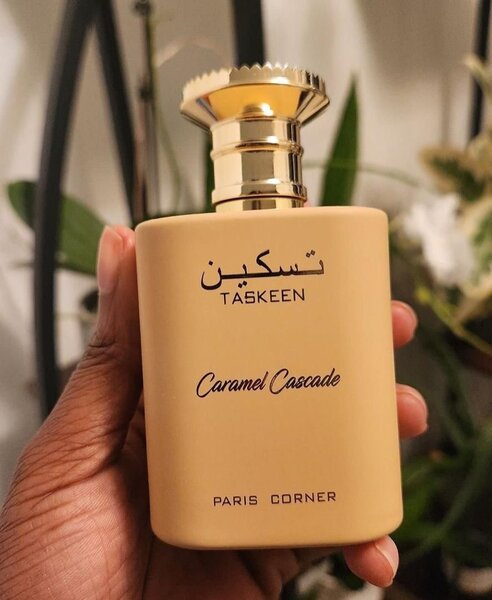 تسكين
TASKEEN
Caramel Cascade
PARIS CORNER